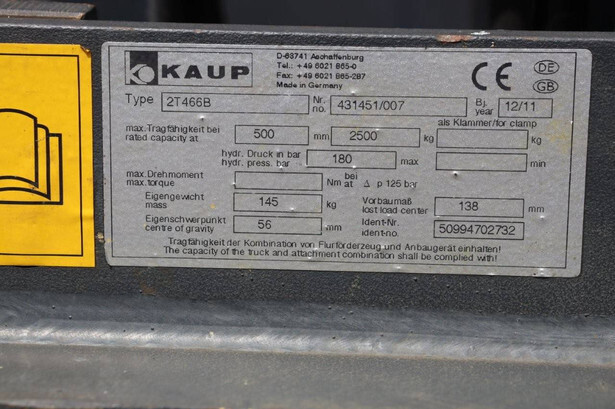 KAUP
D-63741 Aschaffenburg
Tel.: +49 6021 865-0
Fax: +49 6021 865-287
Made in Germany
CE
DE
GB
Type 2T466B Nr. no. 431451/007 Bj. year 12/11
als Klammer/for clamp
max.Tragfähigkeit bei
rated capacity at 500 mm 2500 kg kg
hydr. Druck in bar
hydr. press. bar 180 max min
max.Drehmoment
max.torque Nm bei at Δ p 125 bar
Eigengewicht
mass 145 kg
Vorbaumaß
lost load center 138 mm
Eigenschwerpunkt
centre of gravity 56 mm
Ident-Nr.
ident-no. 50994702732
Tragfähigkeit der Kombination von Flurförderzeug und Anbaugerät einhalten!
The capacity of the truck and attachment combination shall be complied with!